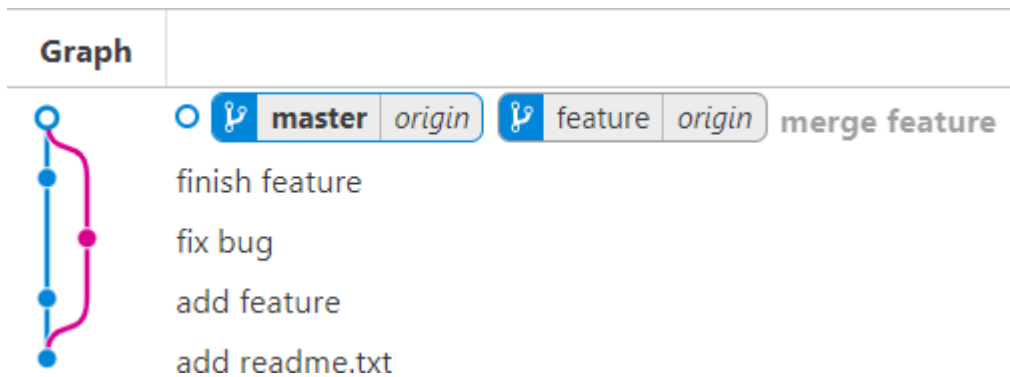 Graph
master origin feature origin merge feature
finish feature
fix bug
add feature
add readme.txt